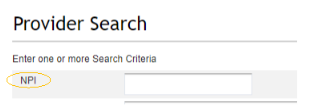 Provider Search
Enter one or more Search Criteria
NPI